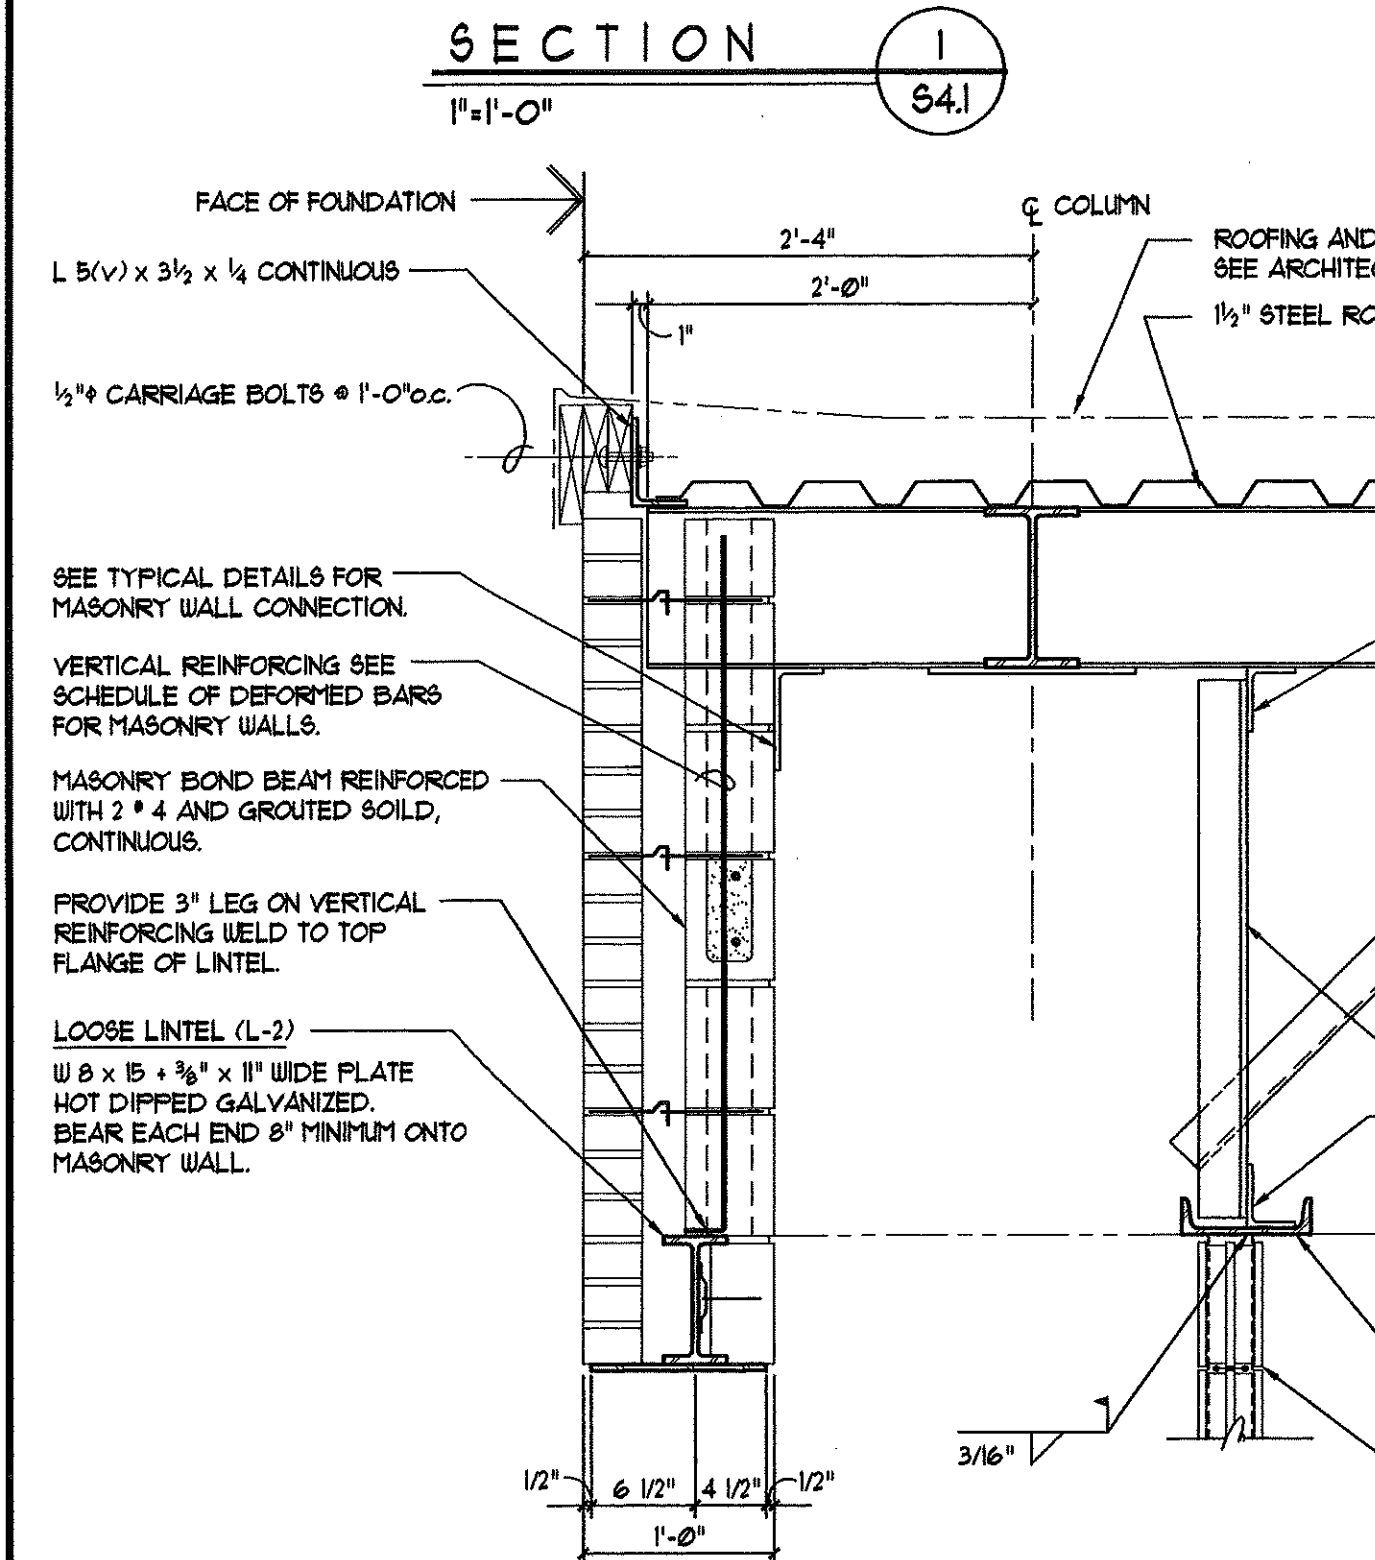 SECTION
1
S4.1
1"=1'-0"
FACE OF FOUNDATION
L 5(V) x 3½ x ¼ CONTINUOUS
½"φ CARRIAGE BOLTS @ 1'-0"o.c.
2'-4"
2'-0"
1"
℄ COLUMN
ROOFING AND
SEE ARCHITEC
1½" STEEL RO
SEE TYPICAL DETAILS FOR
MASONRY WALL CONNECTION.
VERTICAL REINFORCING SEE
SCHEDULE OF DEFORMED BARS
FOR MASONRY WALLS.
MASONRY BOND BEAM REINFORCED
WITH 2 # 4 AND GROUTED SOILD,
CONTINUOUS.
PROVIDE 3" LEG ON VERTICAL
REINFORCING WELD TO TOP
FLANGE OF LINTEL.
LOOSE LINTEL (L-2)
W 8 x 15 + ⅜" x 11" WIDE PLATE
HOT DIPPED GALVANIZED.
BEAR EACH END 8" MINIMUM ONTO
MASONRY WALL.
3/16"
1/2" 6 1/2" 4 1/2" 1/2"
1'-0"